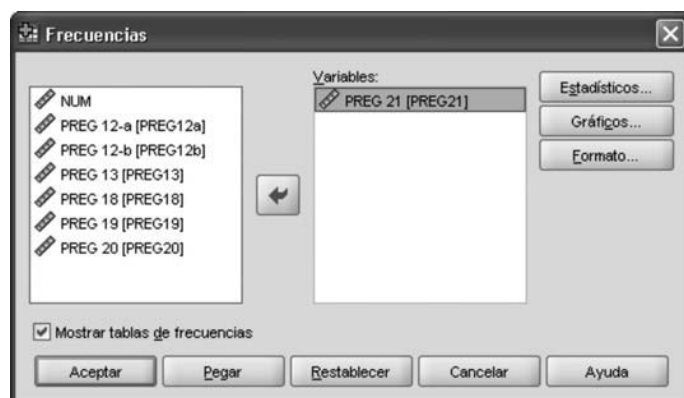 Frecuencias
NUM
PREG 12-a [PREG12a]
PREG 12-b [PREG12b]
PREG 13 [PREG13]
PREG 18 [PREG18]
PREG 19 [PREG19]
PREG 20 [PREG20]
Variables:
PREG 21 [PREG21]
Estadísticos...
Gráficos...
Formato...
Mostrar tablas de frecuencias
Aceptar
Pegar
Restablecer
Cancelar
Ayuda